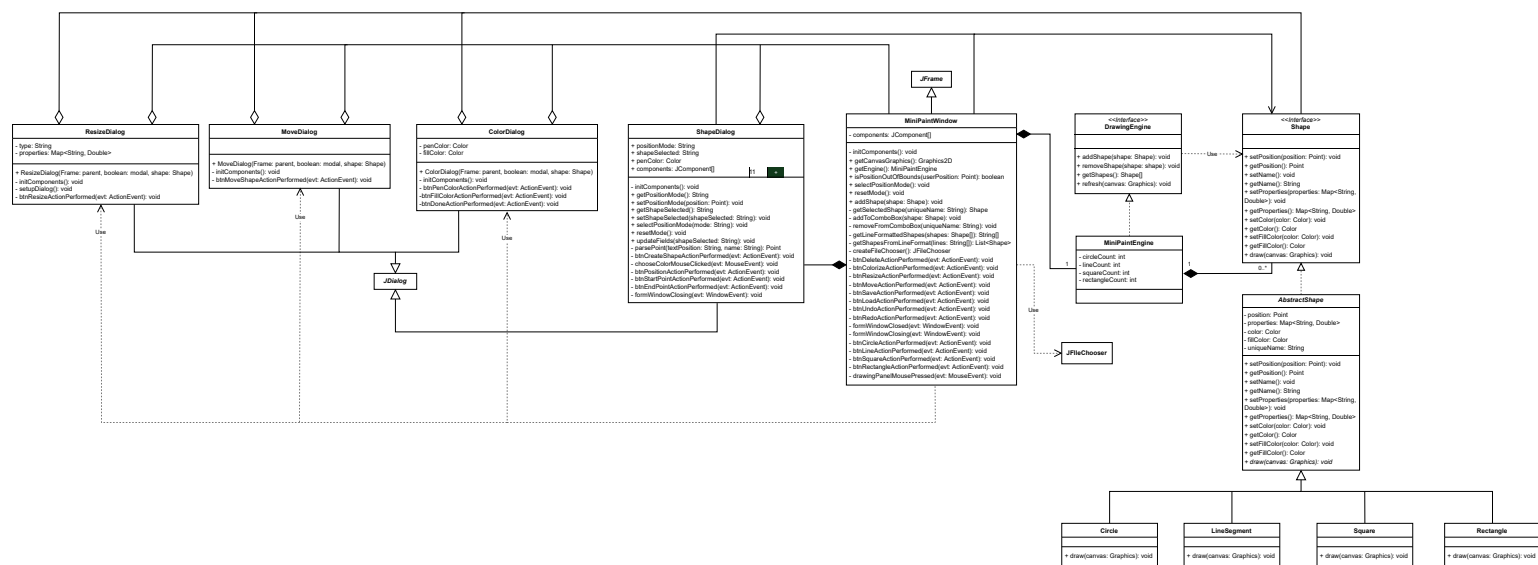 JFrame
ResizeDialog
- type: String
- properties: Map<String, Double>
+ ResizeDialog(Frame: parent, boolean: modal, shape: Shape)
- initComponents(): void
- setupDialog(): void
- btnResizeActionPerformed(evt: ActionEvent): void
MoveDialog
+ MoveDialog(Frame: parent, boolean: modal, shape: Shape)
- initComponents(): void
- btnMoveShapeActionPerformed(evt: ActionEvent): void
ColorDialog
- penColor: Color
- fillColor: Color
+ ColorDialog(Frame: parent, boolean: modal, shape: Shape)
- initComponents(): void
- btnPenColorActionPerformed(evt: ActionEvent): void
-btnFillColorActionPerformed(evt: ActionEvent): void
-btnDoneActionPerformed(evt: ActionEvent): void
ShapeDialog
+ positionMode: String
+ shapeSelected: String
+ penColor: Color
+ components: JComponent[]
- initComponents(): void
+ getPositionMode(): String
+ setPositionMode(position: Point): void
+ getShapeSelected(): String
+ setShapeSelected(shapeSelected: String): void
- selectPositionMode(mode: String): void
+ resetMode(): void
+ updateFields(shapeSelected: String): void
- parsePoint(textPosition: String, name: String): Point
- btnCreateShapeActionPerformed(evt: ActionEvent): void
- chooseColorMouseClicked(evt: MouseEvent): void
- btnPositionActionPerformed(evt: ActionEvent): void
- btnStartPointActionPerformed(evt: ActionEvent): void
- btnEndPointActionPerformed(evt: ActionEvent): void
- formWindowClosing(evt: WindowEvent): void
MiniPaintWindow
- components: JComponent[]
- initComponents(): void
+ getCanvasGraphics(): Graphics2D
+ getEngine(): MiniPaintEngine
+ isPositionOutOfBounds(userPosition: Point): boolean
+ selectPositionMode(): void
+ resetMode(): void
+ addShape(shape: Shape): void
- getSelectedShape(uniqueName: String): Shape
- addToComboBox(shape: Shape): void
- removeFromComboBox(uniqueName: String): void
- getLineFormattedShapes(shapes: Shape[]): String[]
- getShapesFromLineFormat(lines: String[]): List<Shape>
- createFileChooser(): JFileChooser
- btnDeleteActionPerformed(evt: ActionEvent): void
- btnColorizeActionPerformed(evt: ActionEvent): void
- btnResizeActionPerformed(evt: ActionEvent): void
- btnMoveActionPerformed(evt: ActionEvent): void
- btnSaveActionPerformed(evt: ActionEvent): void
- btnLoadActionPerformed(evt: ActionEvent): void
- btnUndoActionPerformed(evt: ActionEvent): void
- btnRedoActionPerformed(evt: ActionEvent): void
- formWindowClosed(evt: WindowEvent): void
- formWindowClosing(evt: WindowEvent): void
- btnCircleActionPerformed(evt: ActionEvent): void
- btnLineActionPerformed(evt: ActionEvent): void
- btnSquareActionPerformed(evt: ActionEvent): void
- btnRectangleActionPerformed(evt: ActionEvent): void
- drawingPanelMousePressed(evt: MouseEvent): void
<<Interface>>
DrawingEngine
+ addShape(shape: Shape): void
+ removeShape(shape: shape): void
+ getShapes(): Shape[]
+ refresh(canvas: Graphics): void
Use
<<Interface>>
Shape
+ setPosition(position: Point): void
+ getPosition(): Point
+ setName(): void
+ getName(): String
+ setProperties(properties: Map<String,
Double>): void
+ getProperties(): Map<String, Double>
+ setColor(color: Color): void
+ getColor(): Color
+ setFillColor(color: Color): void
+ getFillColor(): Color
+ draw(canvas: Graphics): void
Use
Use
Use
MiniPaintEngine
- circleCount: int
- lineCount: int
- squareCount: int
- rectangleCount: int
1
1
0..*
JDialog
Use
JFileChooser
AbstractShape
- position: Point
- properties: Map<String, Double>
- color: Color
- fillColor: Color
- uniqueName: String
+ setPosition(position: Point): void
+ getPosition(): Point
+ setName(): void
+ getName(): String
+ setProperties(properties: Map<String,
Double>): void
+ getProperties(): Map<String, Double>
+ setColor(color: Color): void
+ getColor(): Color
+ setFillColor(color: Color): void
+ getFillColor(): Color
+ draw(canvas: Graphics): void
Circle
+ draw(canvas: Graphics): void
LineSegment
+ draw(canvas: Graphics): void
Square
+ draw(canvas: Graphics): void
Rectangle
+ draw(canvas: Graphics): void